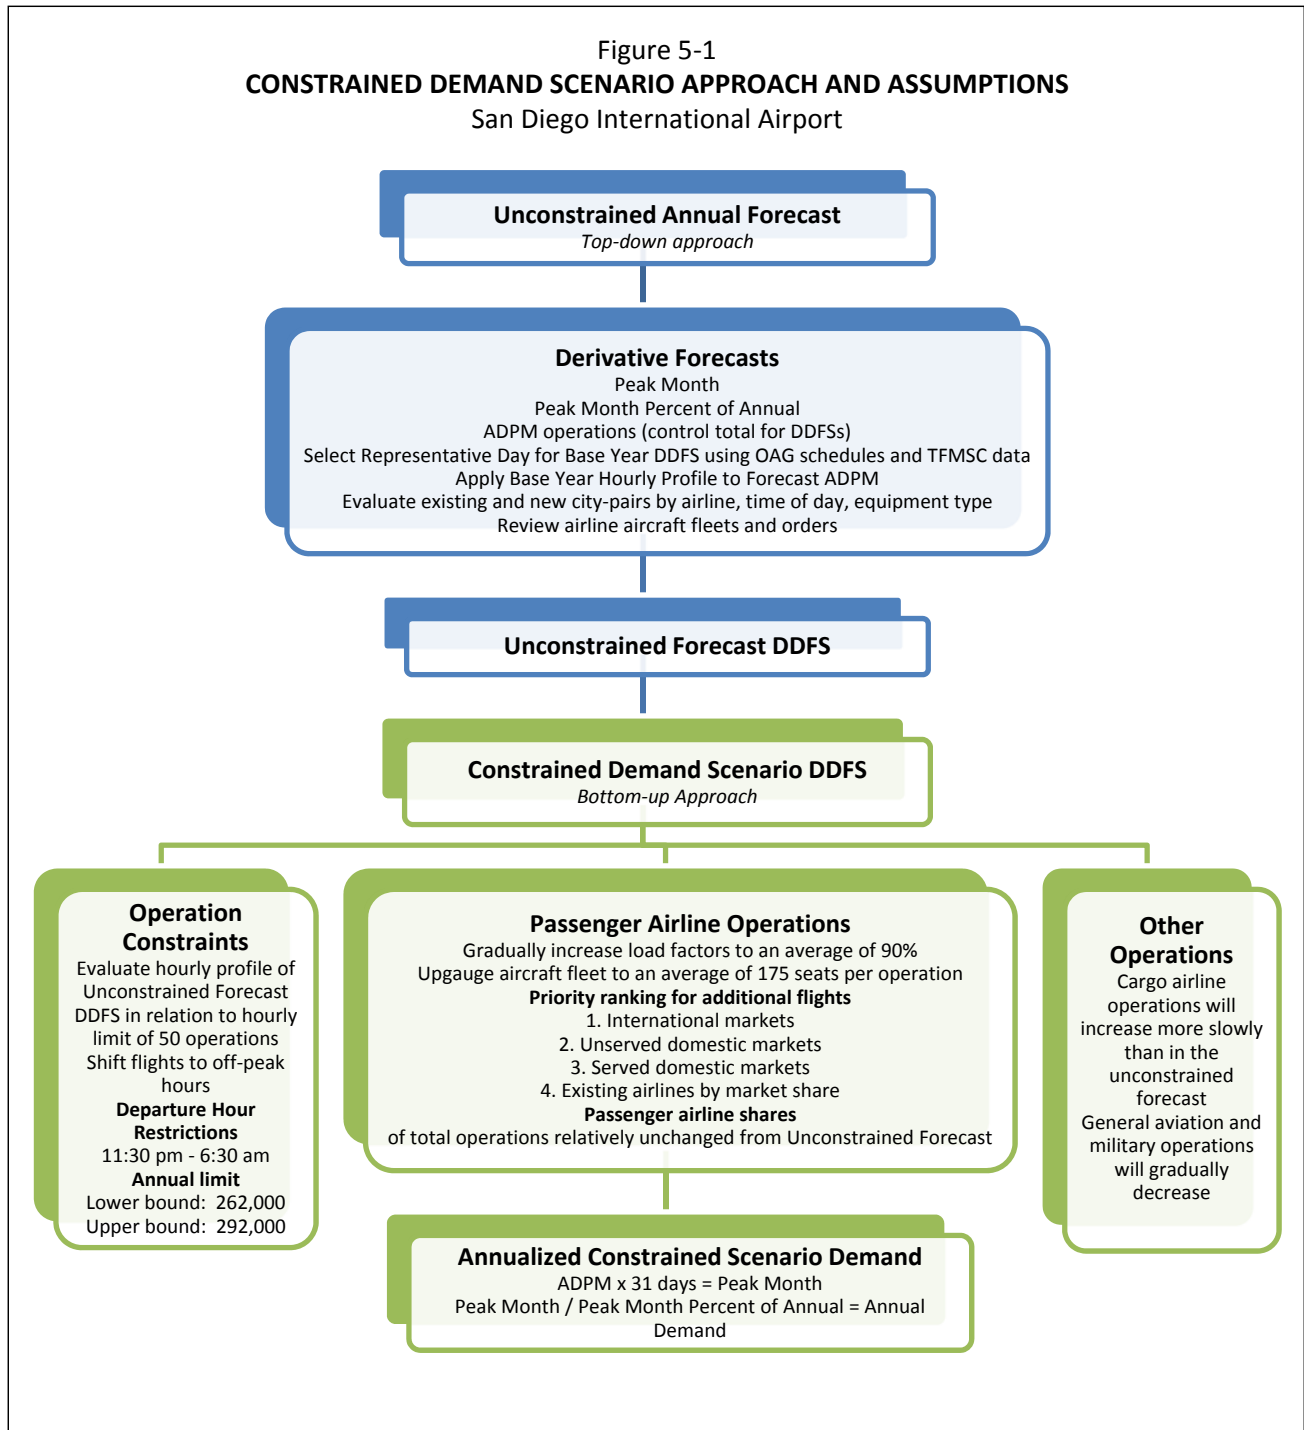 Figure 5-1
CONSTRAINED DEMAND SCENARIO APPROACH AND ASSUMPTIONS
San Diego International Airport
Unconstrained Annual Forecast
Top-down approach
Derivative Forecasts
Peak Month
Peak Month Percent of Annual
ADPM operations (control total for DDFSs)
Select Representative Day for Base Year DDFS using OAG schedules and TFMSC data
Apply Base Year Hourly Profile to Forecast ADPM
Evaluate existing and new city-pairs by airline, time of day, equipment type
Review airline aircraft fleets and orders
Unconstrained Forecast DDFS
Constrained Demand Scenario DDFS
Bottom-up Approach
Operation
Constraints
Evaluate hourly profile of
Unconstrained Forecast
DDFS in relation to hourly
limit of 50 operations
Shift flights to off-peak
hours
Departure Hour
Restrictions
11:30 pm - 6:30 am
Annual limit
Lower bound:  262,000
Upper bound:  292,000
Passenger Airline Operations
Gradually increase load factors to an average of 90%
Upgauge aircraft fleet to an average of 175 seats per operation
Priority ranking for additional flights
1. International markets
2. Unserved domestic markets
3. Served domestic markets
4. Existing airlines by market share
Passenger airline shares
of total operations relatively unchanged from Unconstrained Forecast
Other
Operations
Cargo airline
operations will
increase more slowly
than in the
unconstrained
forecast
General aviation and
military operations
will gradually
decrease
Annualized Constrained Scenario Demand
ADPM x 31 days = Peak Month
Peak Month / Peak Month Percent of Annual = Annual
Demand